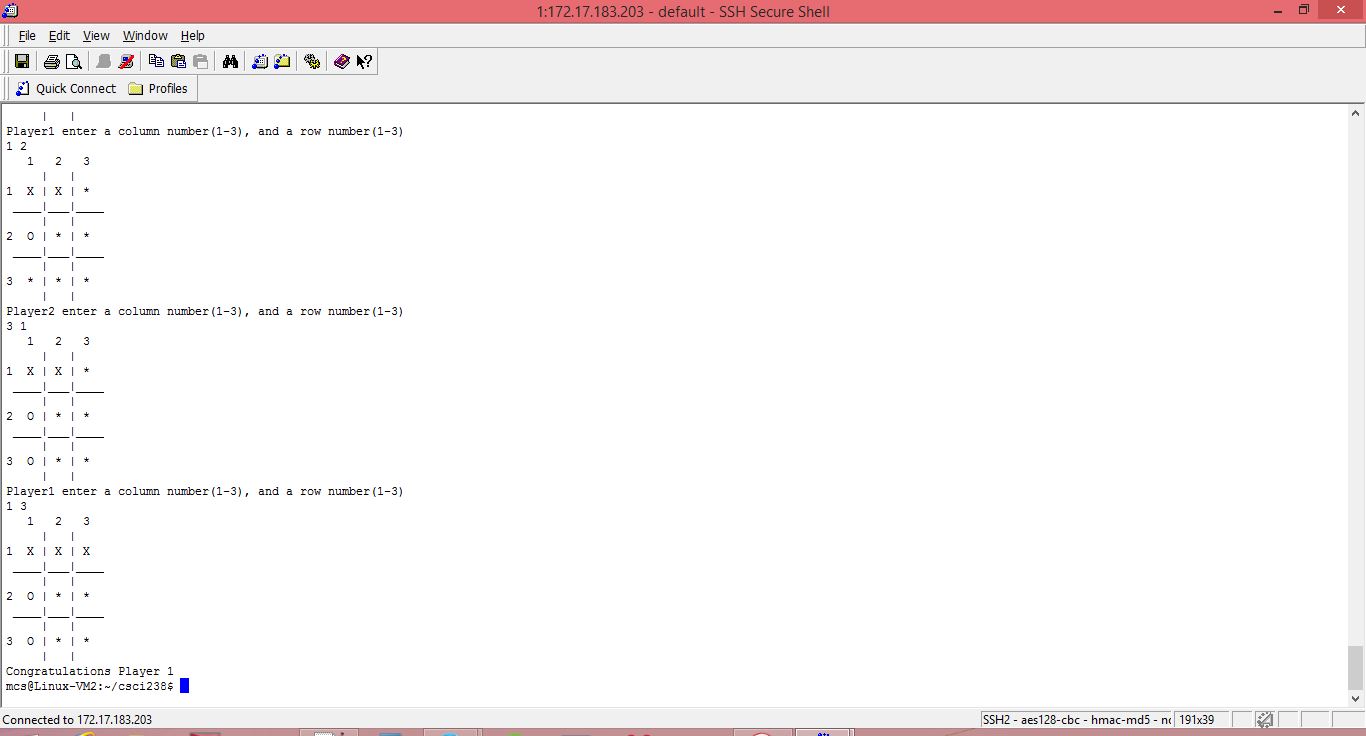 1:172.17.183.203 - default - SSH Secure Shell
File Edit View Window Help
Quick Connect Profiles
| |
Player1 enter a column number(1-3), and a row number(1-3)
1 2
1 2 3
| |
1 X | X | *
____|___|____
| |
2 O | * | *
____|___|____
| |
3 * | * | *
| |
Player2 enter a column number(1-3), and a row number(1-3)
3 1
1 2 3
| |
1 X | X | *
____|___|____
| |
2 O | * | *
____|___|____
| |
3 O | * | *
| |
Player1 enter a column number(1-3), and a row number(1-3)
1 3
1 2 3
| |
1 X | X | X
____|___|____
| |
2 O | * | *
____|___|____
| |
3 O | * | *
| |
Congratulations Player 1
mcs@Linux-VM2:~/csci238$
Connected to 172.17.183.203 SSH2 - aes128-cbc - hmac-md5 - 191x39